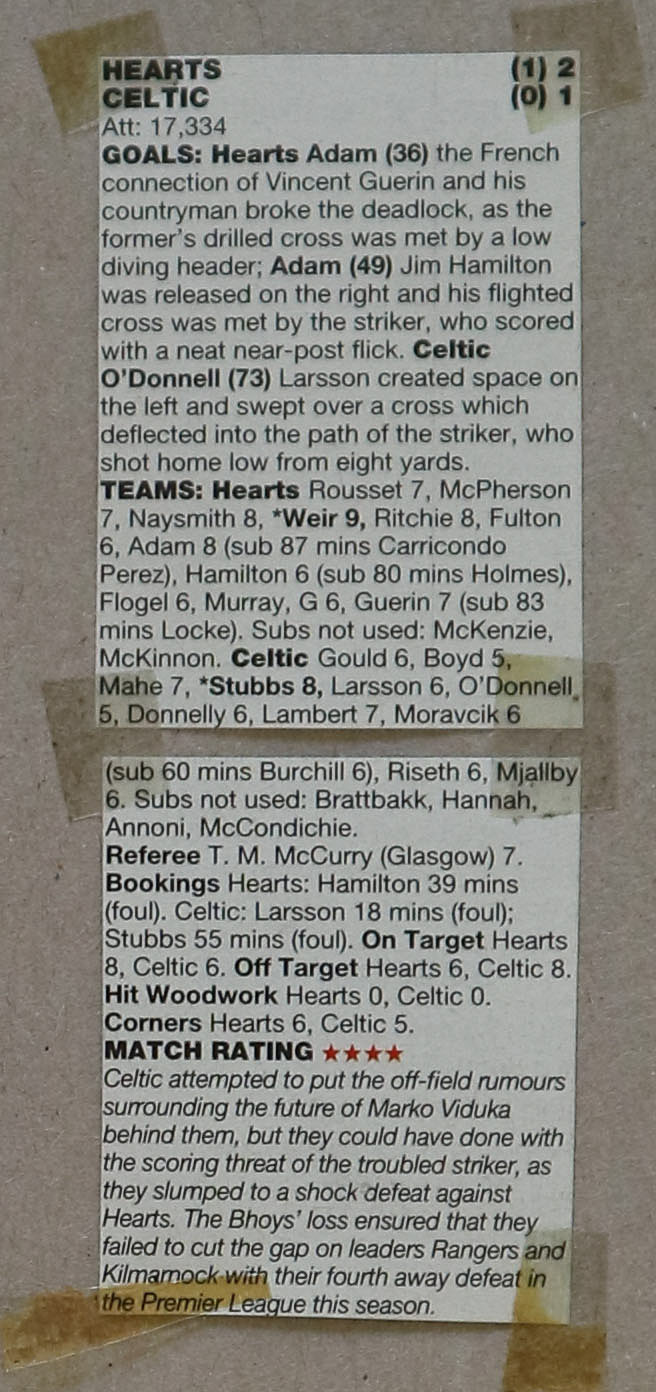 HEARTS (1) 2
CELTIC (0) 1
Att: 17,334
GOALS: Hearts Adam (36) the French
connection of Vincent Guerin and his
countryman broke the deadlock, as the
former's drilled cross was met by a low
diving header; Adam (49) Jim Hamilton
was released on the right and his flighted
cross was met by the striker, who scored
with a neat near-post flick. Celtic
O'Donnell (73) Larsson created space on
the left and swept over a cross which
deflected into the path of the striker, who
shot home low from eight yards.
TEAMS: Hearts Rousset 7, McPherson
7, Naysmith 8, *Weir 9, Ritchie 8, Fulton
6, Adam 8 (sub 87 mins Carricondo
Perez), Hamilton 6 (sub 80 mins Holmes),
Flogel 6, Murray, G 6, Guerin 7 (sub 83
mins Locke). Subs not used: McKenzie,
McKinnon. Celtic Gould 6, Boyd 5,
Mahe 7, *Stubbs 8, Larsson 6, O'Donnell
5, Donnelly 6, Lambert 7, Moravcik 6
(sub 60 mins Burchill 6), Riseth 6, Mjallby
6. Subs not used: Brattbakk, Hannah,
Annoni, McCondichie.
Referee T. M. McCurry (Glasgow) 7.
Bookings Hearts: Hamilton 39 mins
(foul). Celtic: Larsson 18 mins (foul);
Stubbs 55 mins (foul). On Target Hearts
8, Celtic 6. Off Target Hearts 6, Celtic 8.
Hit Woodwork Hearts 0, Celtic 0.
Corners Hearts 6, Celtic 5.
MATCH RATING ★★★★
Celtic attempted to put the off-field rumours
surrounding the future of Marko Viduka
behind them, but they could have done with
the scoring threat of the troubled striker, as
they slumped to a shock defeat against
Hearts. The Bhoys' loss ensured that they
failed to cut the gap on leaders Rangers and
Kilmarnock with their fourth away defeat in
the Premier League this season.